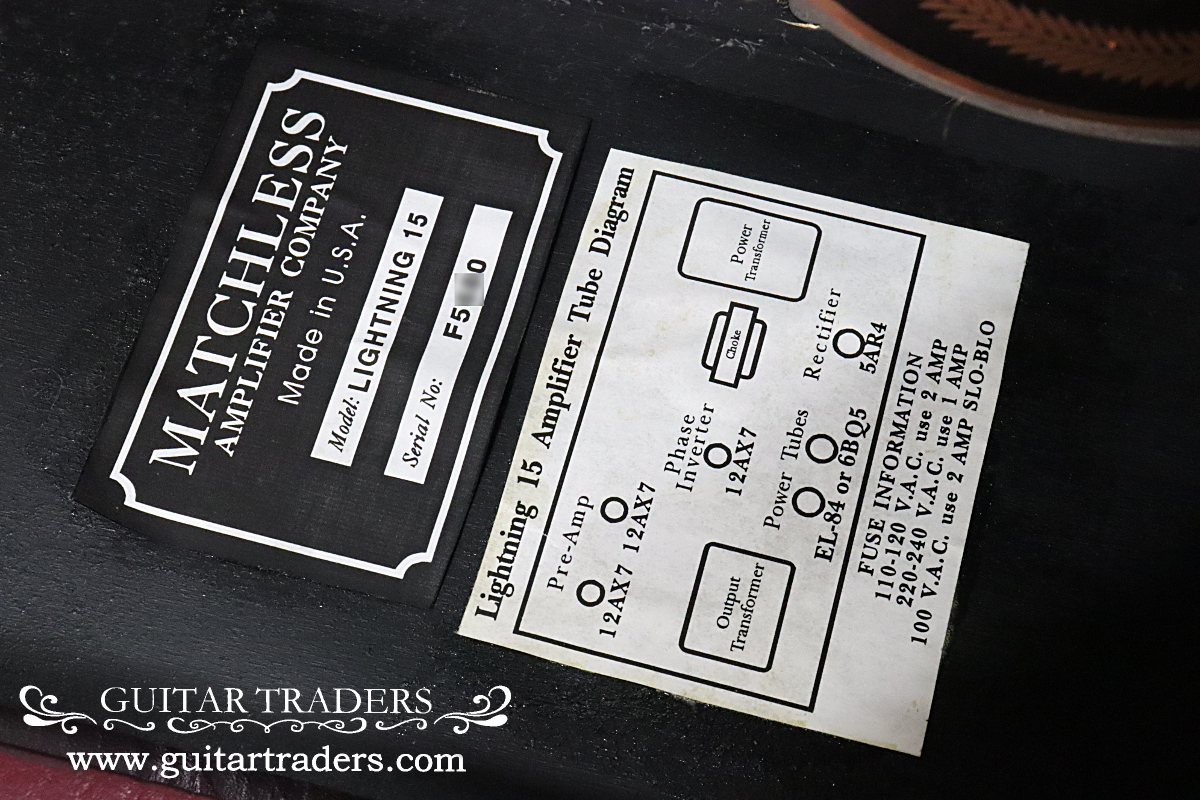 MATCHLESS
AMPLIFIER COMPANY
Made in U.S.A.
Model: LIGHTNING 15
Serial No: F5 0
Lightning 15 Amplifier Tube Diagram
Pre-Amp
12AX7 12AX7
Phase
Inverter
12AX7
Choke
Power
Transformer
Output
Transformer
Power Tubes
EL-84 or 6BQ5
Rectifier
5AR4
FUSE INFORMATION
110-120 V.A.C. use 2 AMP
220-240 V.A.C. use 1 AMP
100 V.A.C. use 2 AMP SLO-BLO
GUITAR TRADERS
www.guitartraders.com